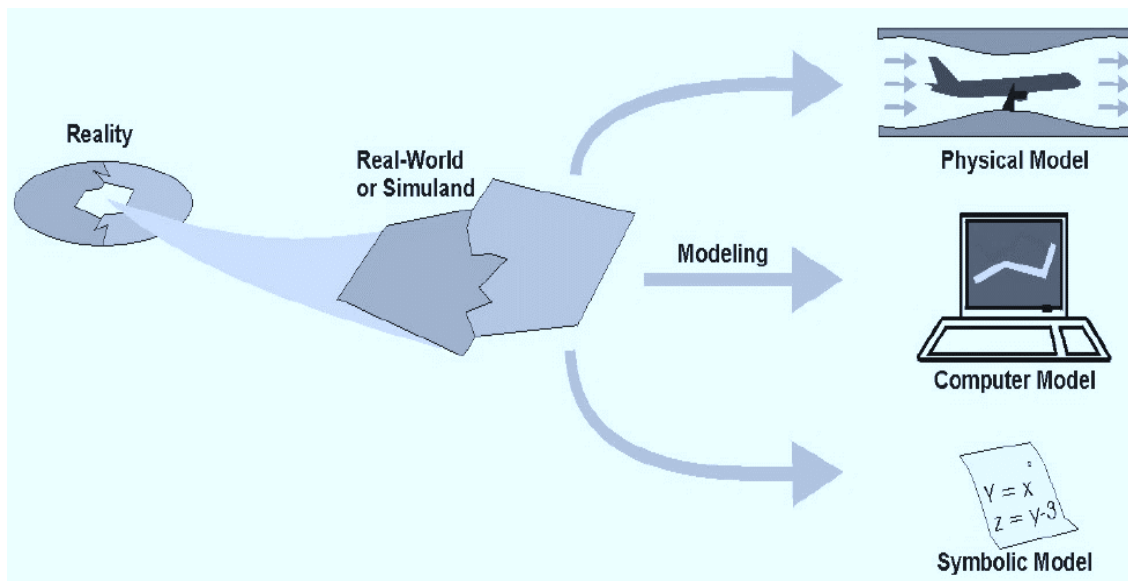 Reality
Real-World
or Simuland
Modeling
Physical Model
Computer Model
Y = X
Z = Y-3
Symbolic Model